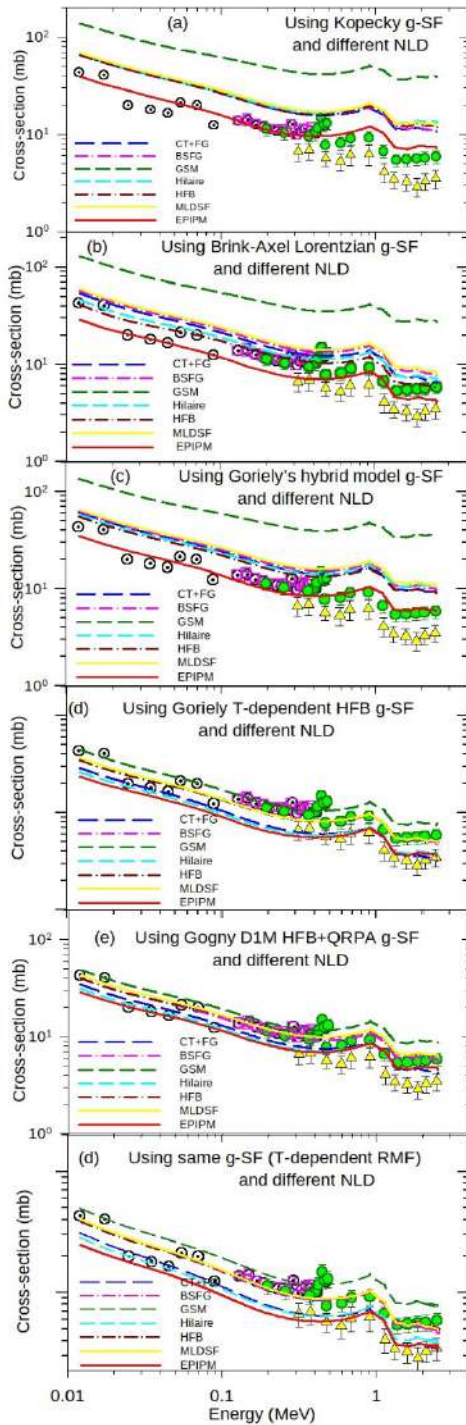 (a) Using Kopecky g-SF
and different NLD
Cross-section (mb)
10²
10¹
10⁰
CT+FG
BSFG
GSM
Hilaire
HFB
MLDSF
EPIPM
(b) Using Brink-Axel Lorentzian g-SF
and different NLD
Cross-section (mb)
10²
10¹
10⁰
CT+FG
BSFG
GSM
Hilaire
HFB
MLDSF
EPIPM
(c) Using Goriely's hybrid model g-SF
and different NLD
Cross-section (mb)
10²
10¹
10⁰
CT+FG
BSFG
GSM
Hilaire
HFB
MLDSF
EPIPM
(d) Using Goriely T-dependent HFB g-SF
and different NLD
Cross-section (mb)
CT+FG
BSFG
GSM
Hilaire
HFB
MLDSF
EPIPM
(e) Using Gogny D1M HFB+QRPA g-SF
and different NLD
Cross-section (mb)
10²
10¹
10⁰
CT+FG
BSFG
GSM
Hilaire
HFB
MLDSF
EPIPM
(d) Using same g-SF (T-dependent RMF)
and different NLD
Cross-section (mb)
CT+FG
BSFG
GSM
Hilaire
HFB
MLDSF
EPIPM
0.01 0.1 1
Energy (MeV)